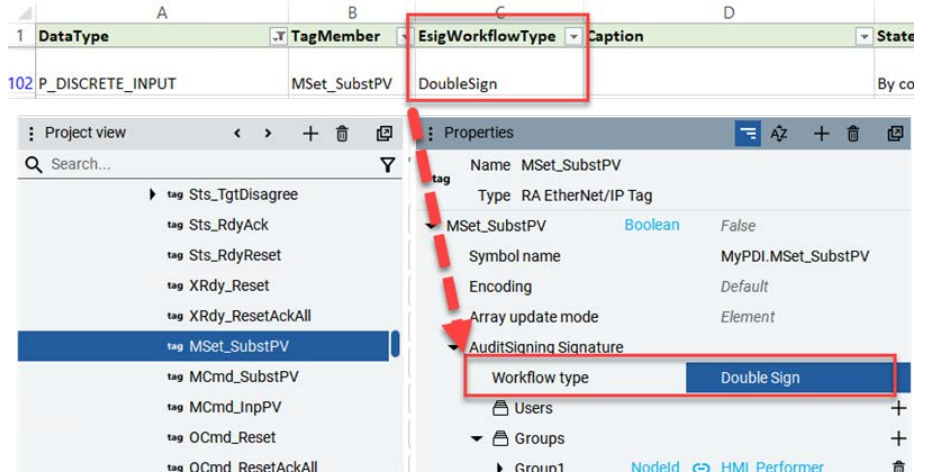 A B C D
1 DataType TagMember EsigWorkflowType Caption State
102 P_DISCRETE_INPUT MSet_SubstPV DoubleSign By co
Project view
Search...
tag Sts_TgtDisagree
tag Sts_RdyAck
tag Sts_RdyReset
tag XRdy_Reset
tag XRdy_ResetAckAll
tag MSet_SubstPV
tag MCmd_SubstPV
tag MCmd_InpPV
tag OCmd_Reset
tag OCmd_ResetAckAll
Properties
tag
Name MSet_SubstPV
Type RA EtherNet/IP Tag
MSet_SubstPV Boolean False
Symbol name MyPDI.MSet_SubstPV
Encoding Default
Array update mode Element
AuditSigning Signature
Workflow type Double Sign
Users
Groups
Group1 NodeId HMI_Performer